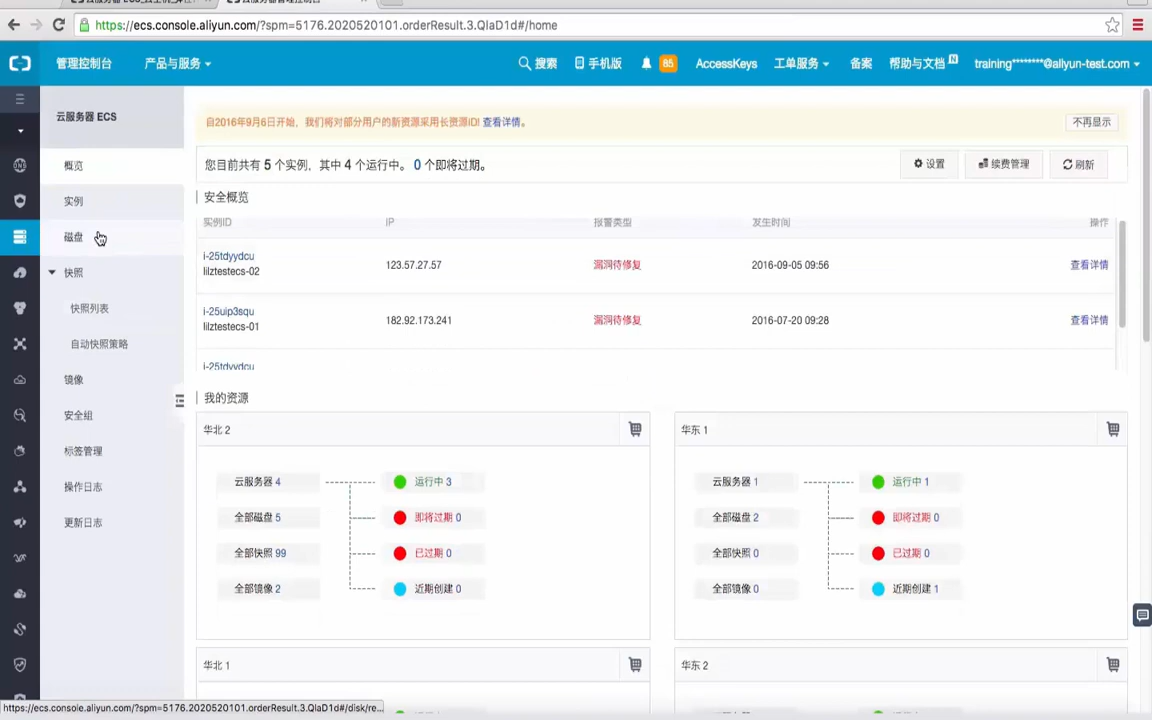 https://ecs.console.aliyun.com/?spm=5176.2020520101.orderResult.3.QlaD1d#/home
管理控制台 产品与服务 搜索 手机版 85 AccessKeys 工单服务 备案 帮助与文档 N training********@aliyun-test.com
云服务器 ECS
概览
实例
磁盘
快照
快照列表
自动快照策略
镜像
安全组
标签管理
操作日志
更新日志
自2016年9月6日开始，我们将对部分用户的新资源采用长资源ID! 查看详情。 不再显示
您目前共有 5 个实例，其中 4 个运行中。 0 个即将过期。 设置 续费管理 刷新
安全概览
实例ID IP 报警类型 发生时间 操作
i-25tdyydcu
lilztestecs-02 123.57.27.57 漏洞待修复 2016-09-05 09:56 查看详情
i-25uip3squ
lilztestecs-01 182.92.173.241 漏洞待修复 2016-07-20 09:28 查看详情
i-25tdyydcu
我的资源
华北 2
云服务器 4 运行中 3
全部磁盘 5 即将过期 0
全部快照 99 已过期 0
全部镜像 2 近期创建 0
华东 1
云服务器 1 运行中 1
全部磁盘 2 即将过期 0
全部快照 0 已过期 0
全部镜像 0 近期创建 1
华北 1
华东 2
https://ecs.console.aliyun.com/?spm=5176.2020520101.orderResult.3.QlaD1d#/disk/re...